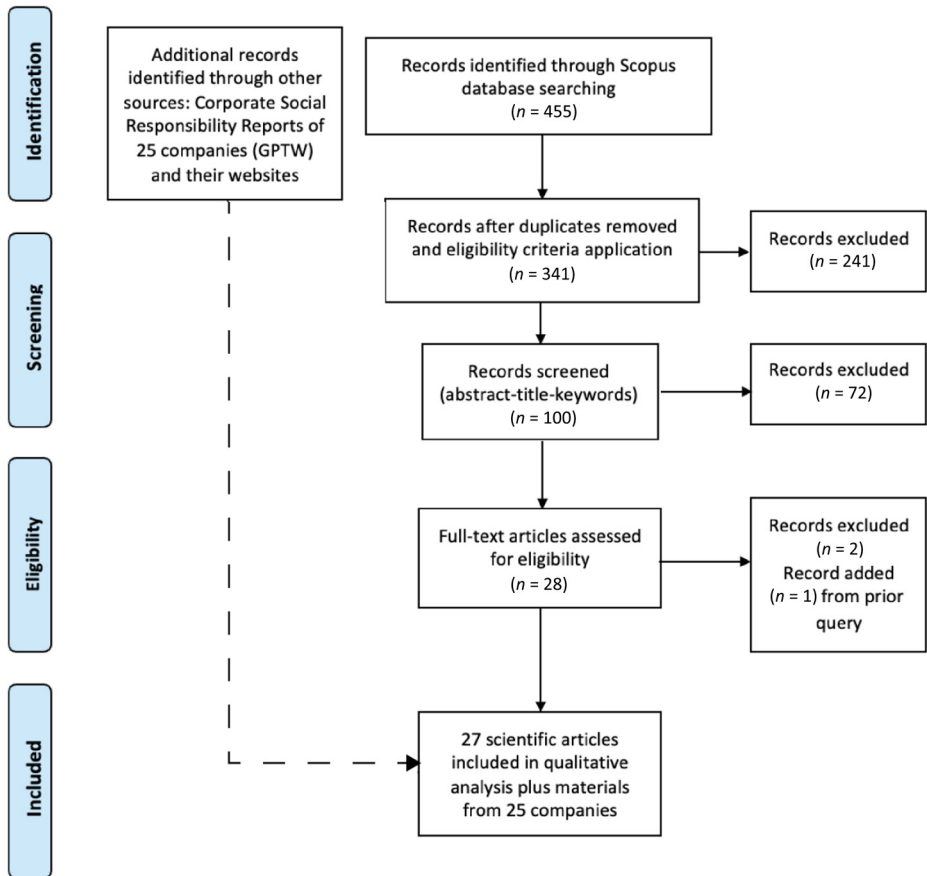 Identification
Additional records
identified through other
sources: Corporate Social
Responsibility Reports of
25 companies (GPTW)
and their websites
Records identified through Scopus
database searching
(n = 455)
Screening
Records after duplicates removed
and eligibility criteria application
(n = 341)
Records excluded
(n = 241)
Records screened
(abstract-title-keywords)
(n = 100)
Records excluded
(n = 72)
Eligibility
Full-text articles assessed
for eligibility
(n = 28)
Records excluded
(n = 2)
Record added
(n = 1) from prior
query
Included
27 scientific articles
included in qualitative
analysis plus materials
from 25 companies